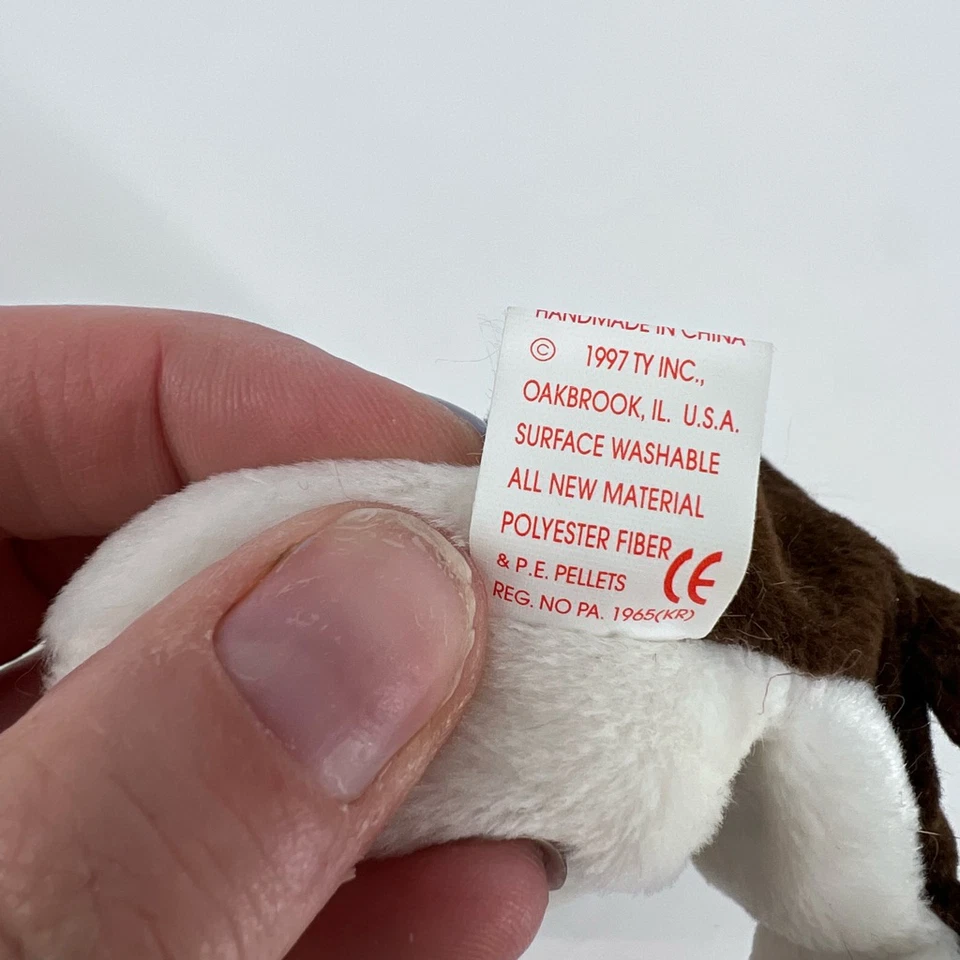 HANDMADE IN CHINA
© 1997 TY INC.,
OAKBROOK, IL. U.S.A.
SURFACE WASHABLE
ALL NEW MATERIAL
POLYESTER FIBER
& P.E. PELLETS CE
REG. NO PA. 1965(KR)